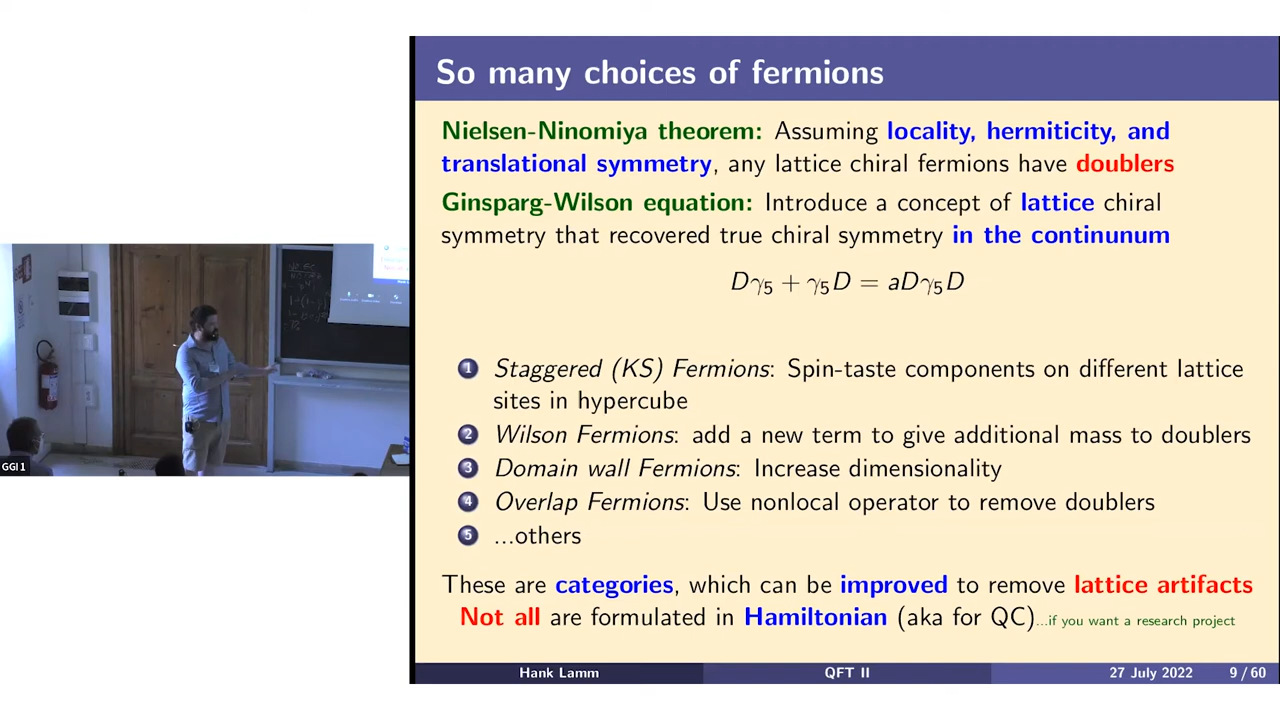 So many choices of fermions
Nielsen-Ninomiya theorem: Assuming locality, hermiticity, and
translational symmetry, any lattice chiral fermions have doublers
Ginsparg-Wilson equation: Introduce a concept of lattice chiral
symmetry that recovered true chiral symmetry in the continunum
Dγ₅ + γ₅D = aDγ₅D
1 Staggered (KS) Fermions: Spin-taste components on different lattice
sites in hypercube
2 Wilson Fermions: add a new term to give additional mass to doublers
3 Domain wall Fermions: Increase dimensionality
4 Overlap Fermions: Use nonlocal operator to remove doublers
5 ...others
These are categories, which can be improved to remove lattice artifacts
Not all are formulated in Hamiltonian (aka for QC)...if you want a research project
Hank Lamm QFT II 27 July 2022 9 / 60
GGI 1